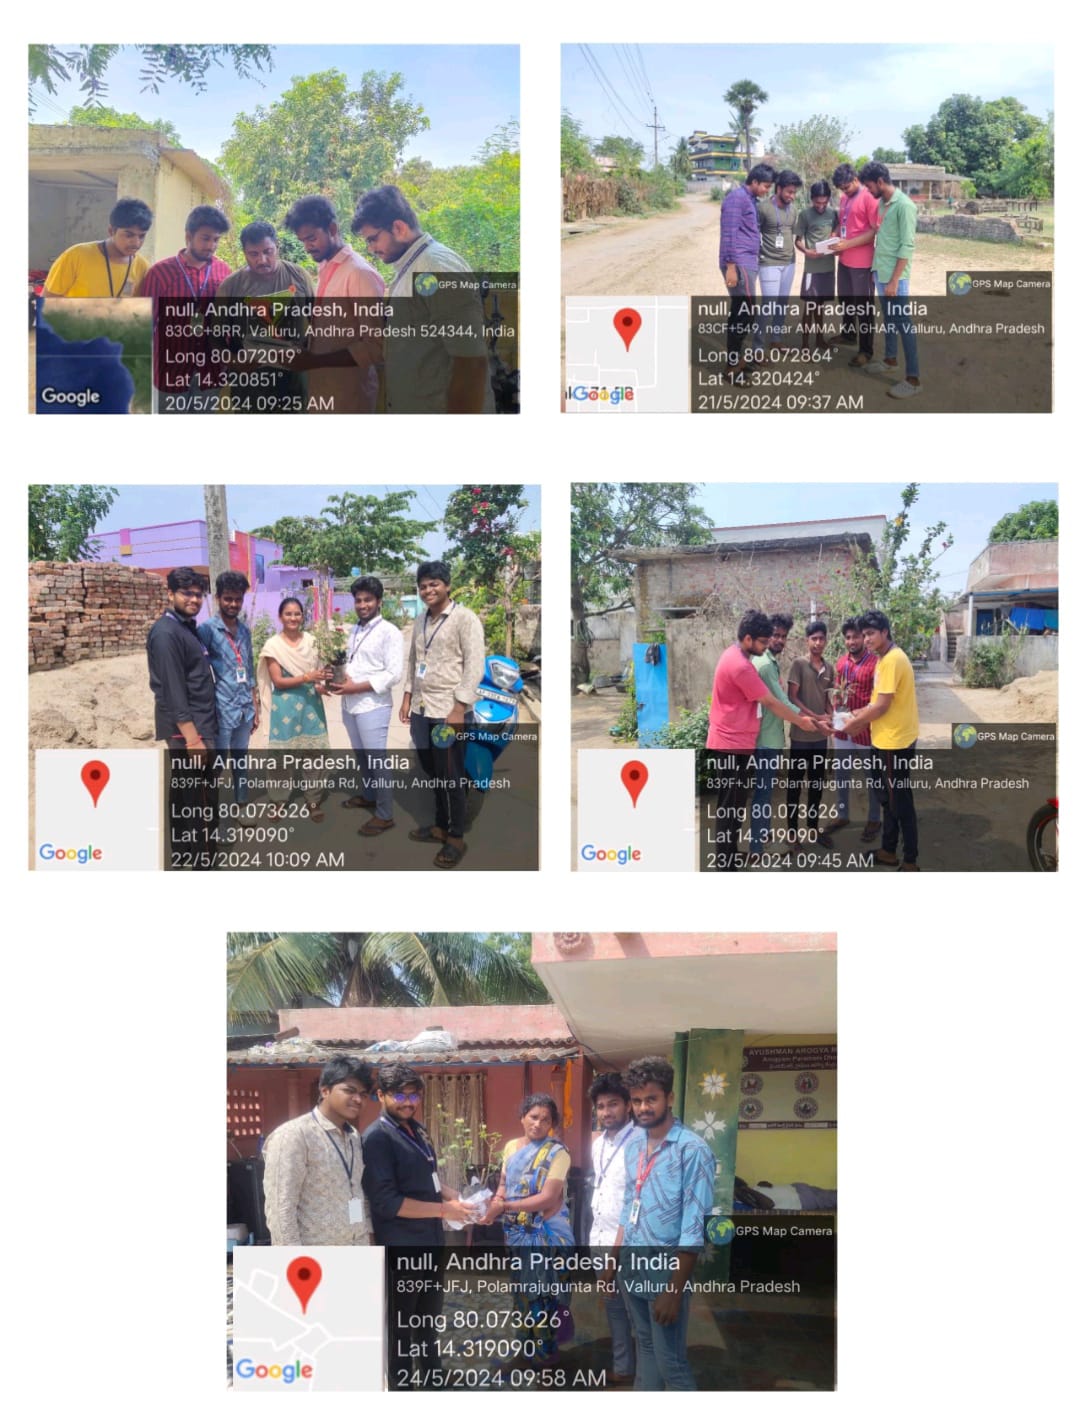 GPS Map Camera
null, Andhra Pradesh, India
83CC+8RR, Valluru, Andhra Pradesh 524344, India
Long 80.072019°
Lat 14.320851°
20/5/2024 09:25 AM
Google
GPS Map Camera
null, Andhra Pradesh, India
83CF+549, near AMMA KA GHAR, Valluru, Andhra Pradesh
Long 80.072864°
Lat 14.320424°
21/5/2024 09:37 AM
Google
GPS Map Camera
null, Andhra Pradesh, India
839F+JFJ, Polamrajugunta Rd, Valluru, Andhra Pradesh
Long 80.073626°
Lat 14.319090°
22/5/2024 10:09 AM
Google
GPS Map Camera
null, Andhra Pradesh, India
839F+JFJ, Polamrajugunta Rd, Valluru, Andhra Pradesh
Long 80.073626°
Lat 14.319090°
23/5/2024 09:45 AM
Google
AYUSHMAN AROGYA
Arogyam Paramam
GPS Map Camera
null, Andhra Pradesh, India
839F+JFJ, Polamrajugunta Rd, Valluru, Andhra Pradesh
Long 80.073626°
Lat 14.319090°
24/5/2024 09:58 AM
Google